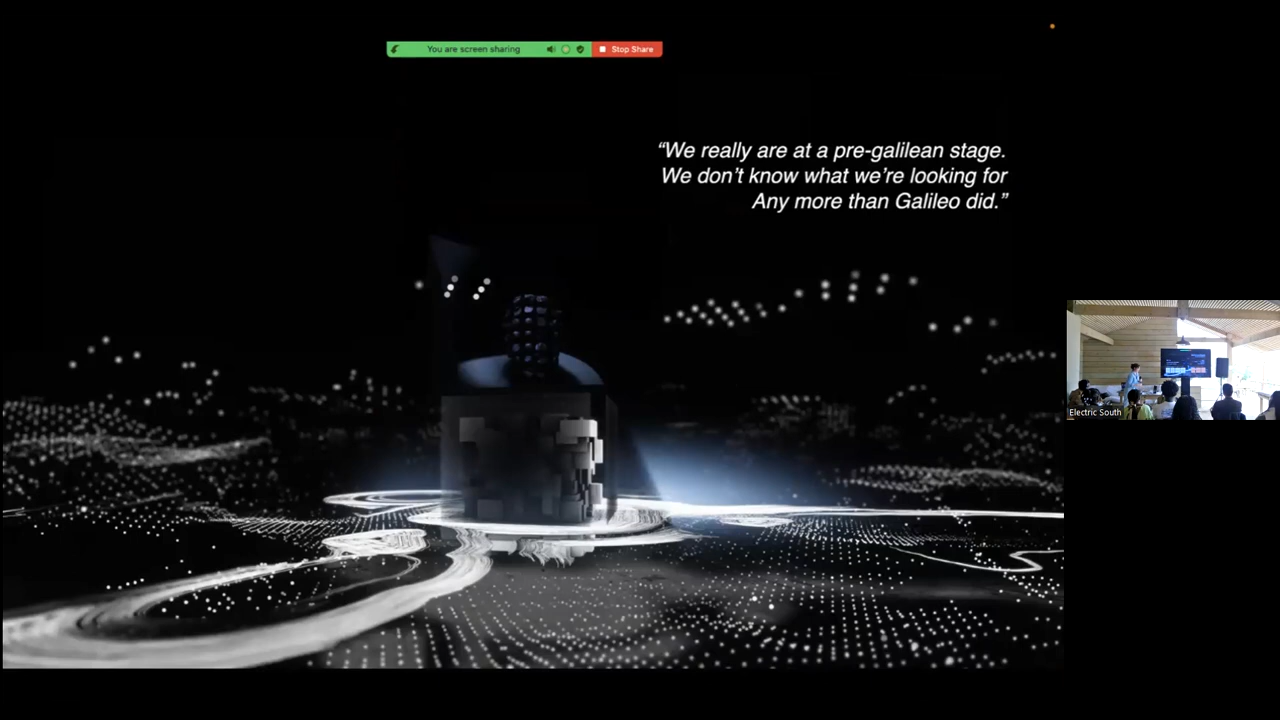 You are screen sharing
Stop Share
“We really are at a pre-galilean stage.
We don’t know what we’re looking for
Any more than Galileo did.”
Electric South